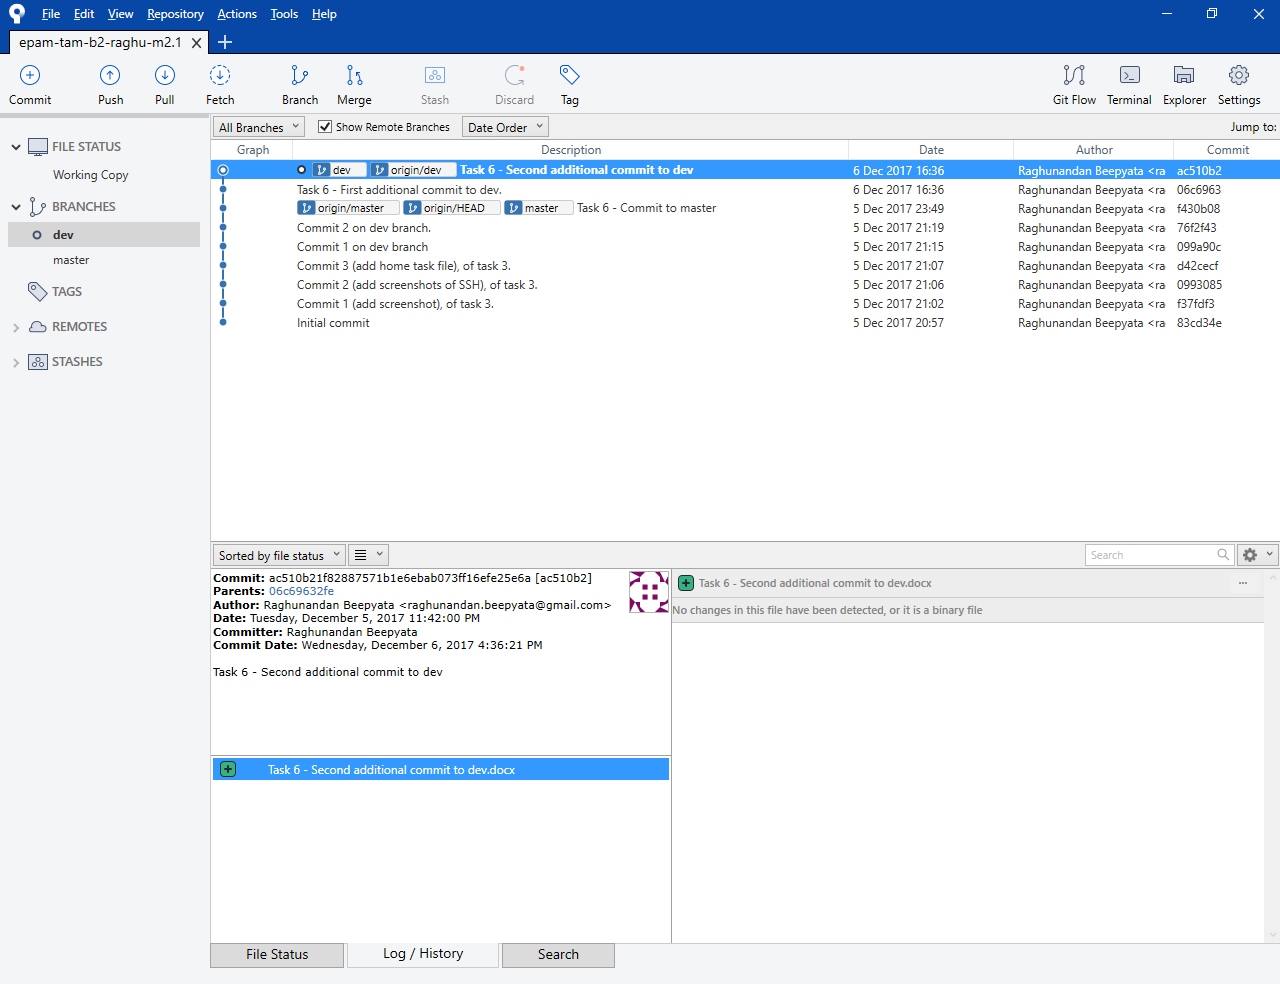 File Edit View Repository Actions Tools Help
epam-tam-b2-raghu-m2.1
Commit Push Pull Fetch Branch Merge Stash Discard Tag Git Flow Terminal Explorer Settings
All Branches Show Remote Branches Date Order Jump to:
FILE STATUS
Working Copy
BRANCHES
dev
master
TAGS
REMOTES
STASHES
Graph Description Date Author Commit
dev origin/dev Task 6 - Second additional commit to dev 6 Dec 2017 16:36 Raghunandan Beepyata <ra ac510b2
Task 6 - First additional commit to dev. 6 Dec 2017 16:36 Raghunandan Beepyata <ra 06c6963
origin/master origin/HEAD master Task 6 - Commit to master 5 Dec 2017 23:49 Raghunandan Beepyata <ra f430b08
Commit 2 on dev branch. 5 Dec 2017 21:19 Raghunandan Beepyata <ra 76f2f43
Commit 1 on dev branch 5 Dec 2017 21:15 Raghunandan Beepyata <ra 099a90c
Commit 3 (add home task file), of task 3. 5 Dec 2017 21:07 Raghunandan Beepyata <ra d42cecf
Commit 2 (add screenshots of SSH), of task 3. 5 Dec 2017 21:06 Raghunandan Beepyata <ra 0993085
Commit 1 (add screenshot), of task 3. 5 Dec 2017 21:02 Raghunandan Beepyata <ra f37fdf3
Initial commit 5 Dec 2017 20:57 Raghunandan Beepyata <ra 83cd34e
Sorted by file status Search
Commit: ac510b21f82887571b1e6ebab073ff16efe25e6a [ac510b2]
Parents: 06c69632fe
Author: Raghunandan Beepyata <raghunandan.beepyata@gmail.com>
Date: Tuesday, December 5, 2017 11:42:00 PM
Committer: Raghunandan Beepyata
Commit Date: Wednesday, December 6, 2017 4:36:21 PM
Task 6 - Second additional commit to dev
Task 6 - Second additional commit to dev.docx
Task 6 - Second additional commit to dev.docx ...
No changes in this file have been detected, or it is a binary file
File Status Log / History Search